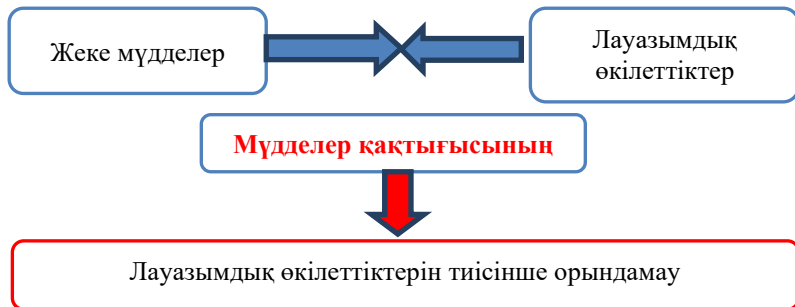 Жеке мүдделер
Лауазымдық
өкілеттіктер
Мүдделер қақтығысының
Лауазымдық өкілеттіктерін тиісінше орындамау